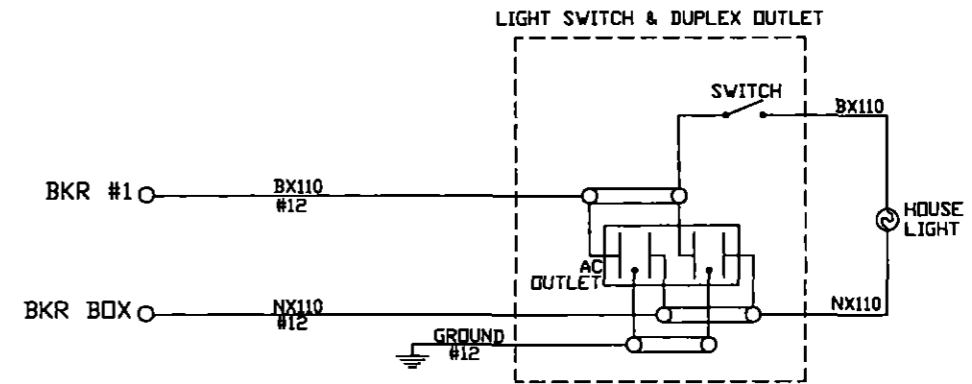 LIGHT SWITCH & DUPLEX OUTLET
SWITCH
BX110
BKR #1
BX110
#12
HOUSE
LIGHT
AC
OUTLET
BKR BOX
NX110
#12
NX110
GROUND
#12